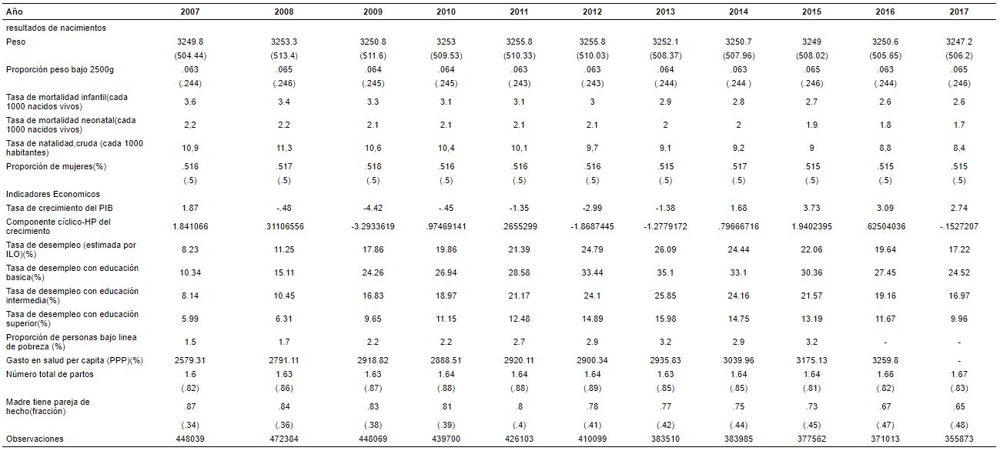 Año 2007 2008 2009 2010 2011 2012 2013 2014 2015 2016 2017
resultados de nacimientos
Peso 3249.8 3253.3 3250.8 3253 3255.8 3255.8 3252.1 3250.7 3249 3250.6 3247.2
(504.44) (513.4) (511.6) (509.53) (510.33) (510.03) (508.37) (507.96) (508.02) (505.65) (506.2)
Proporción peso bajo 2500g .063 .065 .064 .064 .063 .063 .064 .063 .065 .063 .065
(.244) (.246) (.245) (.245) (.243) (.243) (.244) (.244 ) (.246) (.244) (.246)
Tasa de mortalidad infantil(cada
1000 nacidos vivos) 3,6 3.4 3.3 3.1 3.1 3 2.9 2.8 2.7 2.6 2.6
Tasa de mortalidad neonatal(cada
1000 nacidos vivos) 2,2 2.2 2.1 2.1 2.1 2.1 2 2 1.9 1.8 1.7
Tasa de natalidad,cruda (cada 1000
habitantes) 10,9 11,3 10,6 10,4 10,1 9,7 9,1 9,2 9 8,8 8,4
Proporción de mujeres(%) .516 .517 .518 .516 .516 .516 .515 .517 .515 .515 .515
(.5) (.5) (.5) (.5) (.5) (.5) (.5) (.5) (.5) (.5) (.5)
Indicadores Economicos
Tasa de crecimiento del PIB 1.87 -.48 -4.42 -.45 -1.35 -2.99 -1.38 1.68 3.73 3.09 2.74
Componente cíclico-HP del
crecimiento 1.841066 .31106556 -3.2933619 .97469141 .2655299 -1.8687445 -1.2779172 .79666716 1.9402395 .62504036 -.1527207
Tasa de desempleo (estimada por
ILO)(%) 8.23 11.25 17.86 19.86 21.39 24.79 26.09 24.44 22.06 19.64 17.22
Tasa de desempleo con educación
basica(%) 10.34 15.11 24.26 26.94 28.58 33.44 35.1 33.1 30.36 27.45 24.52
Tasa de desempleo con educación
intermedia(%) 8.14 10.45 16.83 18.97 21.17 24.1 25.85 24.16 21.57 19.16 16.97
Tasa de desempleo con educación
superior(%) 5.99 6.31 9.65 11.15 12.48 14.89 15.98 14.75 13.19 11.67 9.96
Proporción de personas bajo linea
de pobreza (%) 1.5 1.7 2.2 2.2 2.7 2.9 3.2 2.9 3.2 - -
Gasto en salud per capita (PPP)(%) 2579.31 2791.11 2918.82 2888.51 2920.11 2900.34 2935.83 3039.96 3175.13 3259.8 -
Número total de partos 1.6 1.63 1.63 1.64 1.64 1.64 1.63 1.64 1.64 1.66 1.67
(.82) (.86) (.87) (.88) (.88) (.89) (.85) (.85) (.81) (.82) (.83)
Madre tiene pareja de
hecho(fracción) .87 .84 .83 .81 .8 .78 .77 .75 .73 .67 .65
(.34) (.36) (.38) (.39) (.4) (.41) (.42) (.44) (.45) (.47) (.48)
Observaciones 448039 472384 448069 439700 426103 410099 383510 383985 377562 371013 355873